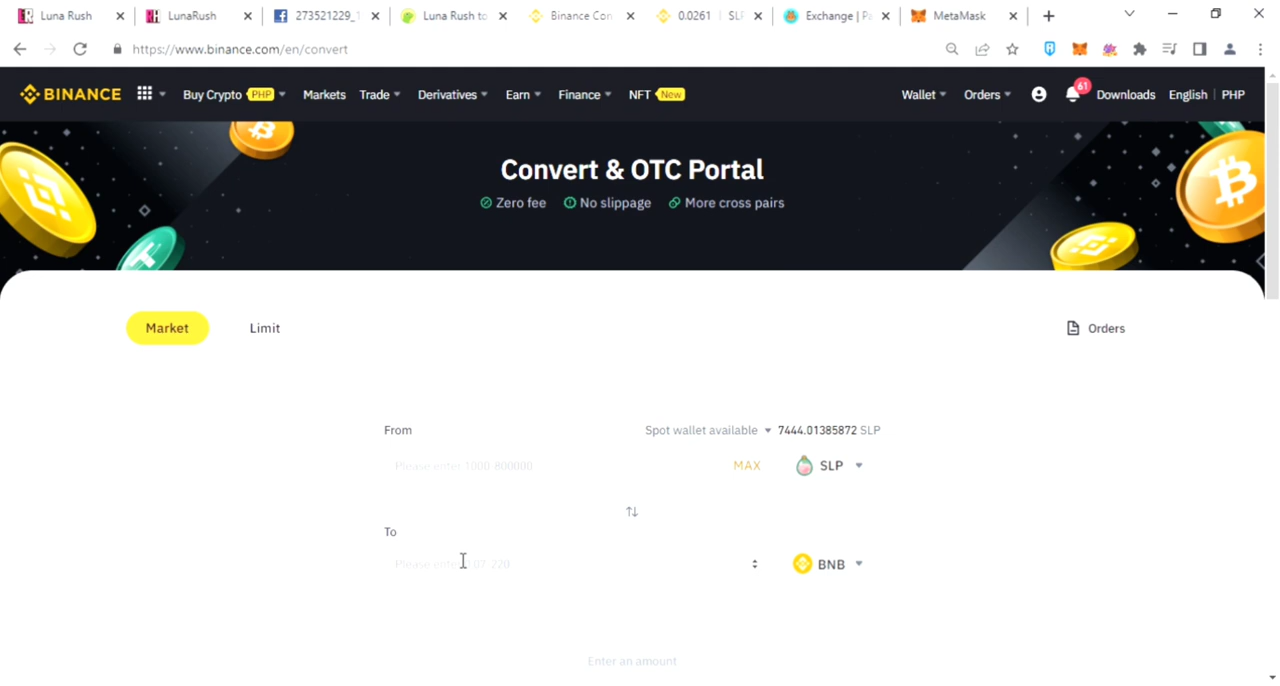 Luna Rush
LunaRush
273521229_1
Luna Rush to
Binance Con
0.0261 | SLP
Exchange | Pa
MetaMask
https://www.binance.com/en/convert
BINANCE Buy Crypto PHP Markets Trade Derivatives Earn Finance NFT New Wallet Orders 61 Downloads English PHP
Convert & OTC Portal
Zero fee No slippage More cross pairs
Market Limit Orders
From Spot wallet available 7444.01385872 SLP
Please enter 1000-800000 MAX SLP
To
Please BNB
Enter an amount